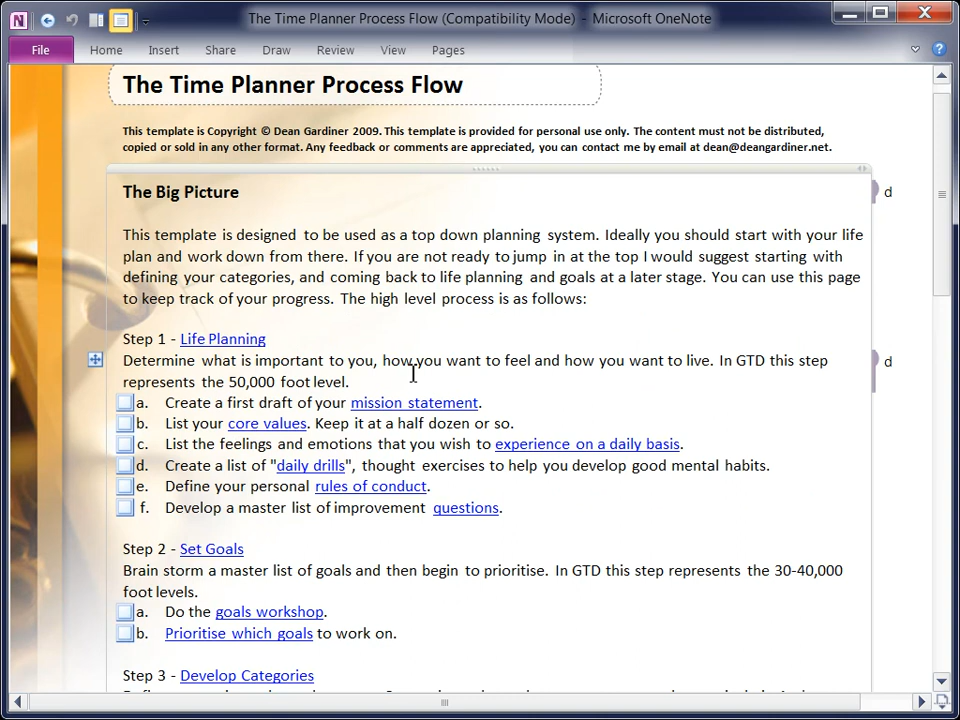 The Time Planner Process Flow (Compatibility Mode) - Microsoft OneNote
File Home Insert Share Draw Review View Pages
The Time Planner Process Flow
This template is Copyright © Dean Gardiner 2009. This template is provided for personal use only. The content must not be distributed,
copied or sold in any other format. Any feedback or comments are appreciated, you can contact me by email at dean@deangardiner.net.
The Big Picture
d
This template is designed to be used as a top down planning system. Ideally you should start with your life
plan and work down from there. If you are not ready to jump in at the top I would suggest starting with
defining your categories, and coming back to life planning and goals at a later stage. You can use this page
to keep track of your progress. The high level process is as follows:
Step 1 - Life Planning
Determine what is important to you, how you want to feel and how you want to live. In GTD this step
d
represents the 50,000 foot level.
a. Create a first draft of your mission statement.
b. List your core values. Keep it at a half dozen or so.
c. List the feelings and emotions that you wish to experience on a daily basis.
d. Create a list of "daily drills", thought exercises to help you develop good mental habits.
e. Define your personal rules of conduct.
f. Develop a master list of improvement questions.
Step 2 - Set Goals
Brain storm a master list of goals and then begin to prioritise. In GTD this step represents the 30-40,000
foot levels.
a. Do the goals workshop.
b. Prioritise which goals to work on.
Step 3 - Develop Categories